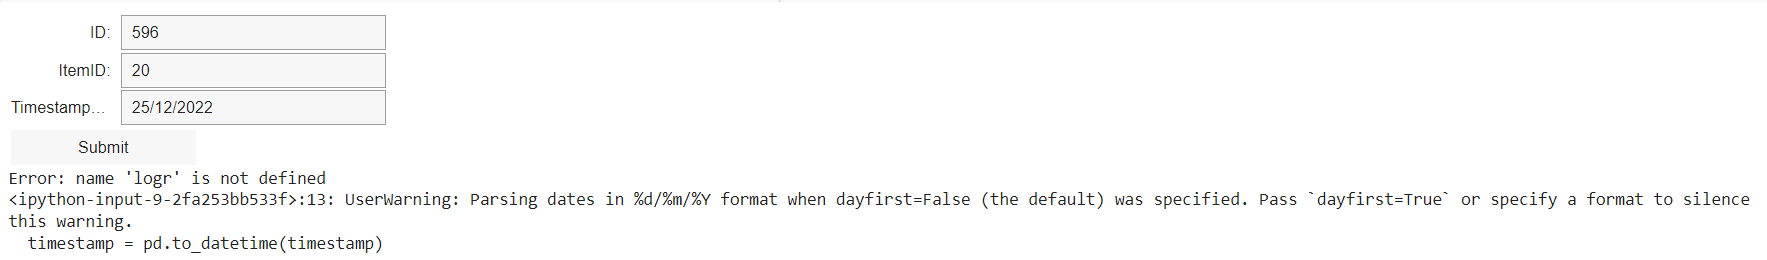 ID: 596
ItemID: 20
Timestamp... 25/12/2022
Submit
Error: name 'logr' is not defined
<ipython-input-9-2fa253bb533f>:13: UserWarning: Parsing dates in %d/%m/%Y format when dayfirst=False (the default) was specified. Pass `dayfirst=True` or specify a format to silence
this warning.
  timestamp = pd.to_datetime(timestamp)